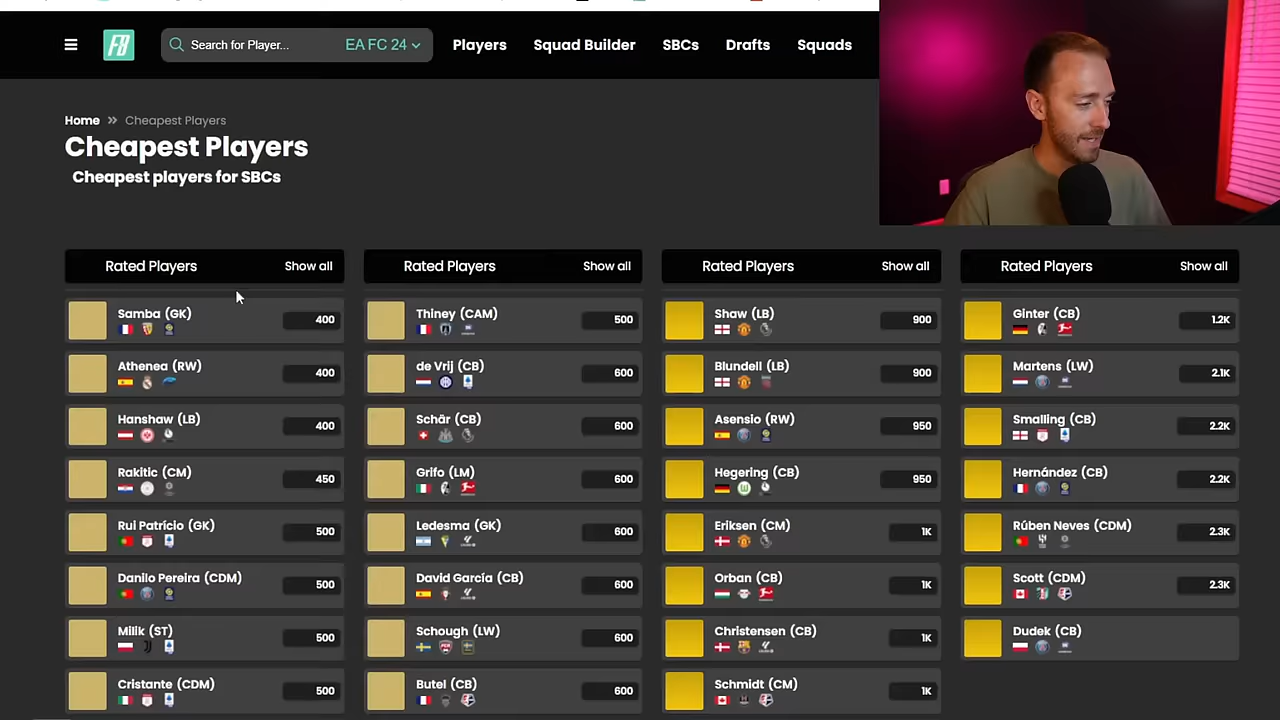 FB
Search for Player...
EA FC 24
Players
Squad Builder
SBCs
Drafts
Squads
Home » Cheapest Players
Cheapest Players
Cheapest players for SBCs
Rated Players Show all
Samba (GK) 400
Athenea (RW) 400
Hanshaw (LB) 400
Rakitic (CM) 450
Rui Patrício (GK) 500
Danilo Pereira (CDM) 500
Milik (ST) 500
Cristante (CDM) 500
Rated Players Show all
Thiney (CAM) 500
de Vrij (CB) 600
Schär (CB) 600
Grifo (LM) 600
Ledesma (GK) 600
David García (CB) 600
Schough (LW) 600
Butel (CB) 600
Rated Players Show all
Shaw (LB) 900
Blundell (LB) 900
Asensio (RW) 950
Hegering (CB) 950
Eriksen (CM) 1K
Orban (CB) 1K
Christensen (CB) 1K
Schmidt (CM) 1K
Rated Players Show all
Ginter (CB) 1.2K
Martens (LW) 2.1K
Smalling (CB) 2.2K
Hernández (CB) 2.2K
Rúben Neves (CDM) 2.3K
Scott (CDM) 2.3K
Dudek (CB)